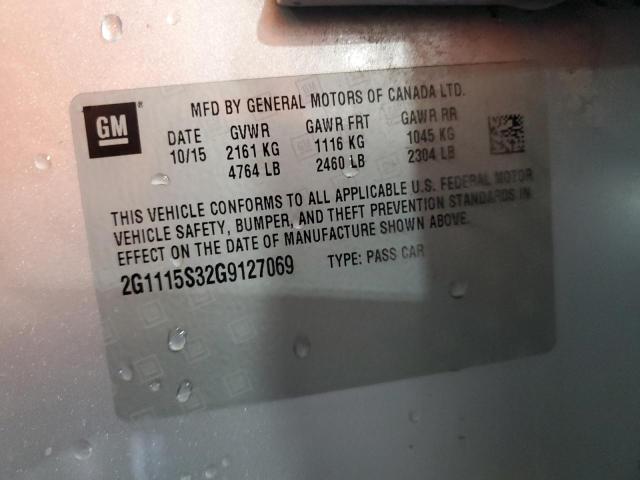 GM®
MFD BY GENERAL MOTORS OF CANADA LTD.
DATE GVWR GAWR FRT GAWR RR
10/15 2161 KG 1116 KG 1045 KG
4764 LB 2460 LB 2304 LB
THIS VEHICLE CONFORMS TO ALL APPLICABLE U.S. FEDERAL MOTOR
VEHICLE SAFETY, BUMPER, AND THEFT PREVENTION STANDARDS IN
EFFECT ON THE DATE OF MANUFACTURE SHOWN ABOVE.
2G1115S32G9127069 TYPE: PASS CAR